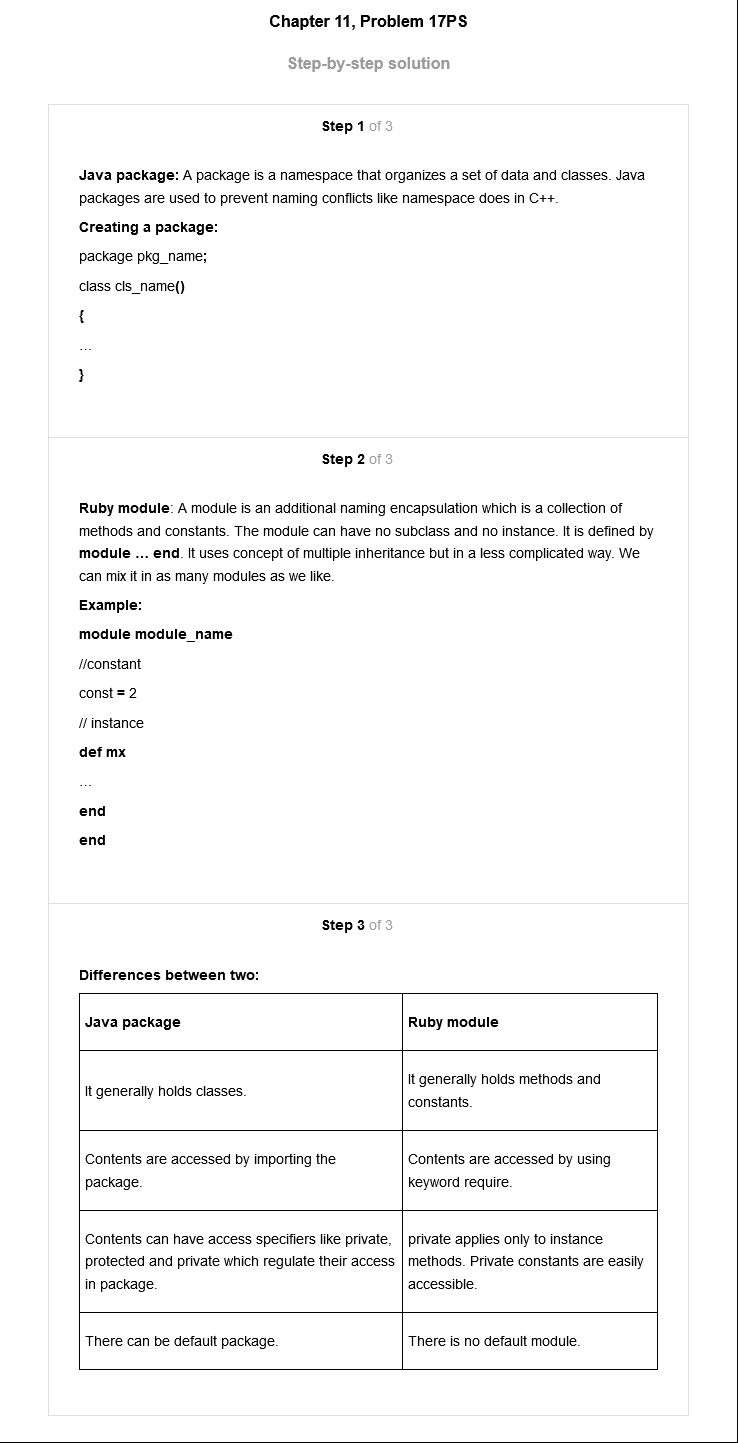 Chapter 11, Problem 17PS
Step-by-step solution
Step 1 of 3
Java package: A package is a namespace that organizes a set of data and classes. Java
packages are used to prevent naming conflicts like namespace does in C++.
Creating a package:
package pkg_name;
class cls_name()
{
...
}
Step 2 of 3
Ruby module: A module is an additional naming encapsulation which is a collection of
methods and constants. The module can have no subclass and no instance. It is defined by
module ... end. It uses concept of multiple inheritance but in a less complicated way. We
can mix it in as many modules as we like.
Example:
module module_name
//constant
const = 2
// instance
def mx
...
end
end
Step 3 of 3
Differences between two:
Java package
Ruby module
It generally holds classes.
It generally holds methods and
constants.
Contents are accessed by importing the
package.
Contents are accessed by using
keyword require.
Contents can have access specifiers like private,
protected and private which regulate their access
in package.
private applies only to instance
methods. Private constants are easily
accessible.
There can be default package.
There is no default module.